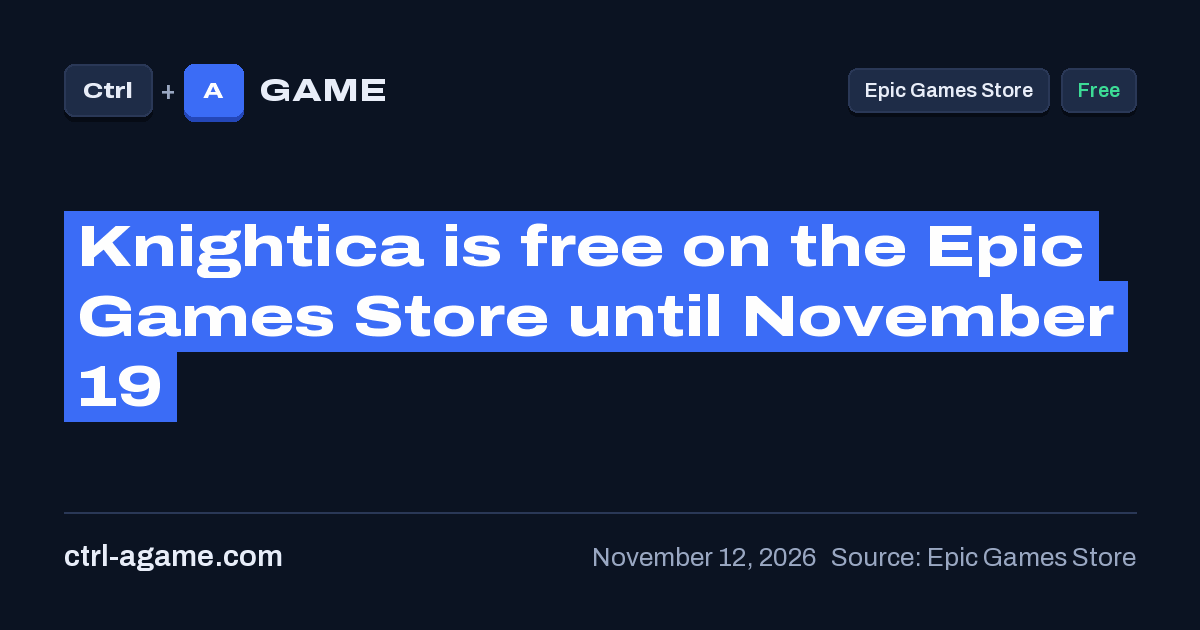 Ctrl + A GAME
Epic Games Store Free
Knightica is free on the Epic
Games Store until November
19
ctrl-agame.com
November 12, 2026 Source: Epic Games Store